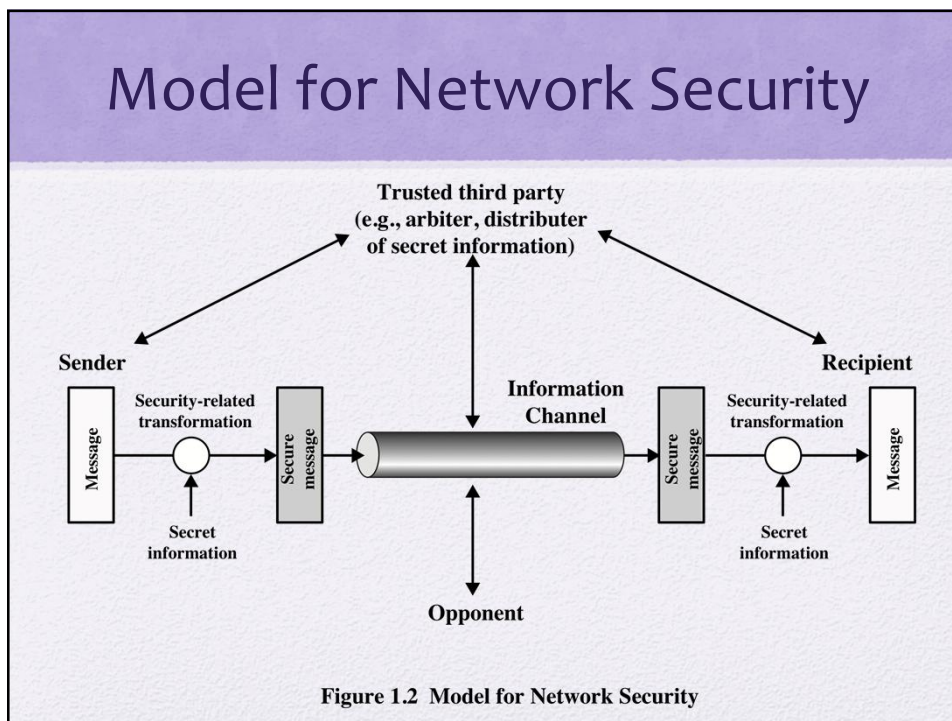 Model for Network Security
Trusted third party
(e.g., arbiter, distributer
of secret information)
Sender
Recipient
Information
Channel
Security-related
transformation
Security-related
transformation
Message
Secure
message
Secure
message
Message
Secret
information
Secret
information
Opponent
Figure 1.2 Model for Network Security